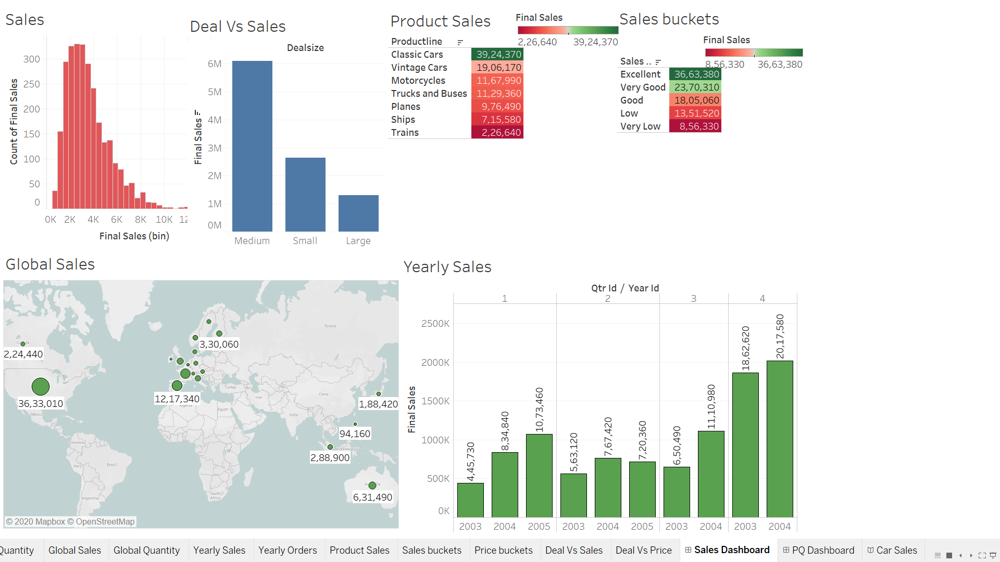 Sales
Count of Final Sales
300
250
200
150
100
50
0
0K 2K 4K 6K 8K 10K 12
Final Sales (bin)
Deal Vs Sales
Dealsize
Final Sales
6M
5M
4M
3M
2M
1M
0M
Medium Small Large
Product Sales
Productline
Classic Cars 39,24,370
Vintage Cars 19,06,170
Motorcycles 11,67,990
Trucks and Buses 11,29,360
Planes 9,76,490
Ships 7,15,580
Trains 2,26,640
Final Sales
2,26,640 39,24,370
Sales buckets
Final Sales
8,56,330 36,63,380
Sales ..
Excellent 36,63,380
Very Good 23,70,310
Good 18,05,060
Low 13,51,520
Very Low 8,56,330
Global Sales
Russia
3,30,060
2,24,440
36,33,010
Mexico
12,17,340
Turkey
Iran
China
Algeria
Egypt
India
1,88,420
94,160
Indonesia
2,88,900
Colombia
Peru
Brazil
6,31,490
South
Africa
Argentina
© 2020 Mapbox © OpenStreetMap
Yearly Sales
Qtr Id / Year Id
1 2 3 4
Final Sales
2500K
2000K
1500K
1000K
500K
0K
4,45,730
8,34,840
10,73,460
5,63,120
7,67,420
7,20,360
6,50,490
11,10,980
18,62,620
20,17,580
2003 2004 2005 2003 2004 2005 2003 2004 2003 2004
Quantity Global Sales Global Quantity Yearly Sales Yearly Orders Product Sales Sales buckets Price buckets Deal Vs Sales Deal Vs Price Sales Dashboard PQ Dashboard Car Sales